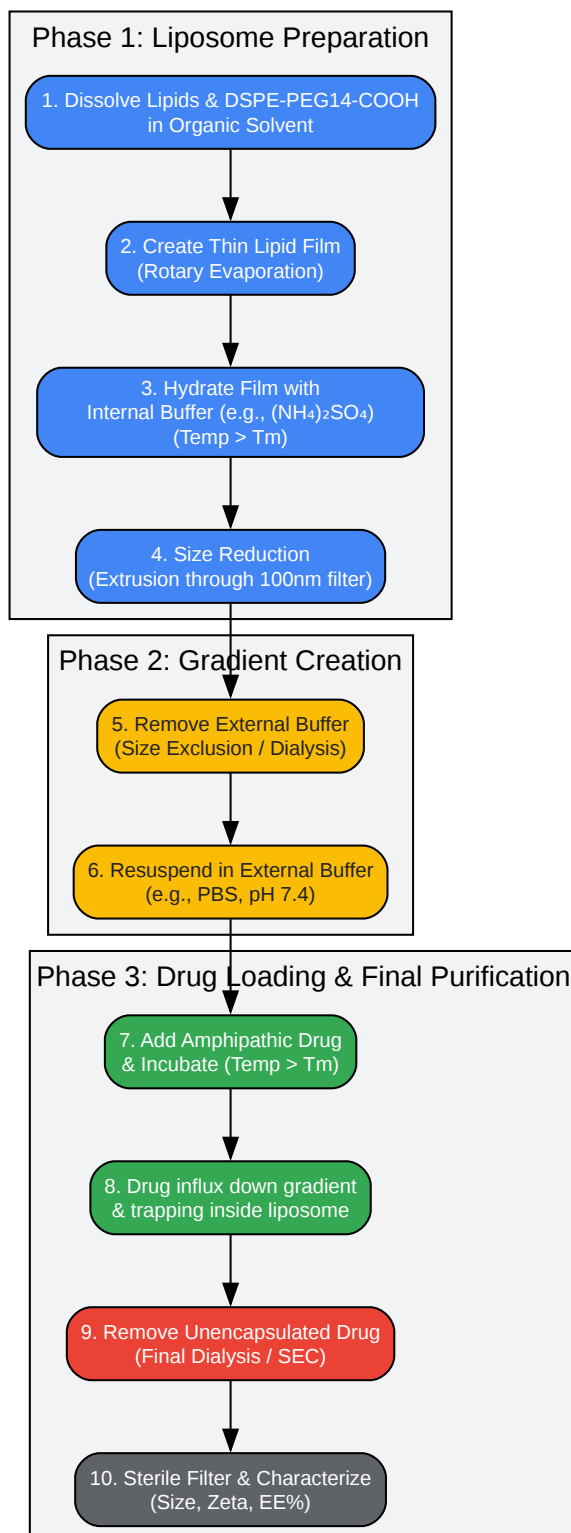 Phase 1: Liposome Preparation
1. Dissolve Lipids & DSPE-PEG14-COOH
in Organic Solvent
2. Create Thin Lipid Film
(Rotary Evaporation)
3. Hydrate Film with
Internal Buffer (e.g., (NH₄)₂SO₄)
(Temp > Tm)
4. Size Reduction
(Extrusion through 100nm filter)
Phase 2: Gradient Creation
5. Remove External Buffer
(Size Exclusion / Dialysis)
6. Resuspend in External Buffer
(e.g., PBS, pH 7.4)
Phase 3: Drug Loading & Final Purification
7. Add Amphipathic Drug
& Incubate (Temp > Tm)
8. Drug influx down gradient
& trapping inside liposome
9. Remove Unencapsulated Drug
(Final Dialysis / SEC)
10. Sterile Filter & Characterize
(Size, Zeta, EE%)